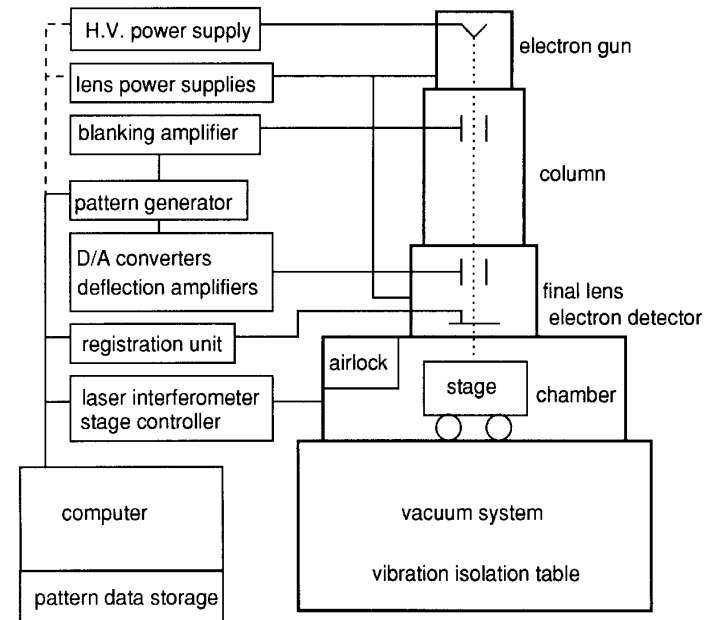 H.V. power supply
lens power supplies
blanking amplifier
pattern generator
D/A converters
deflection amplifiers
registration unit
laser interferometer
stage controller
computer
pattern data storage
electron gun
column
final lens
electron detector
airlock
stage
chamber
vacuum system
vibration isolation table